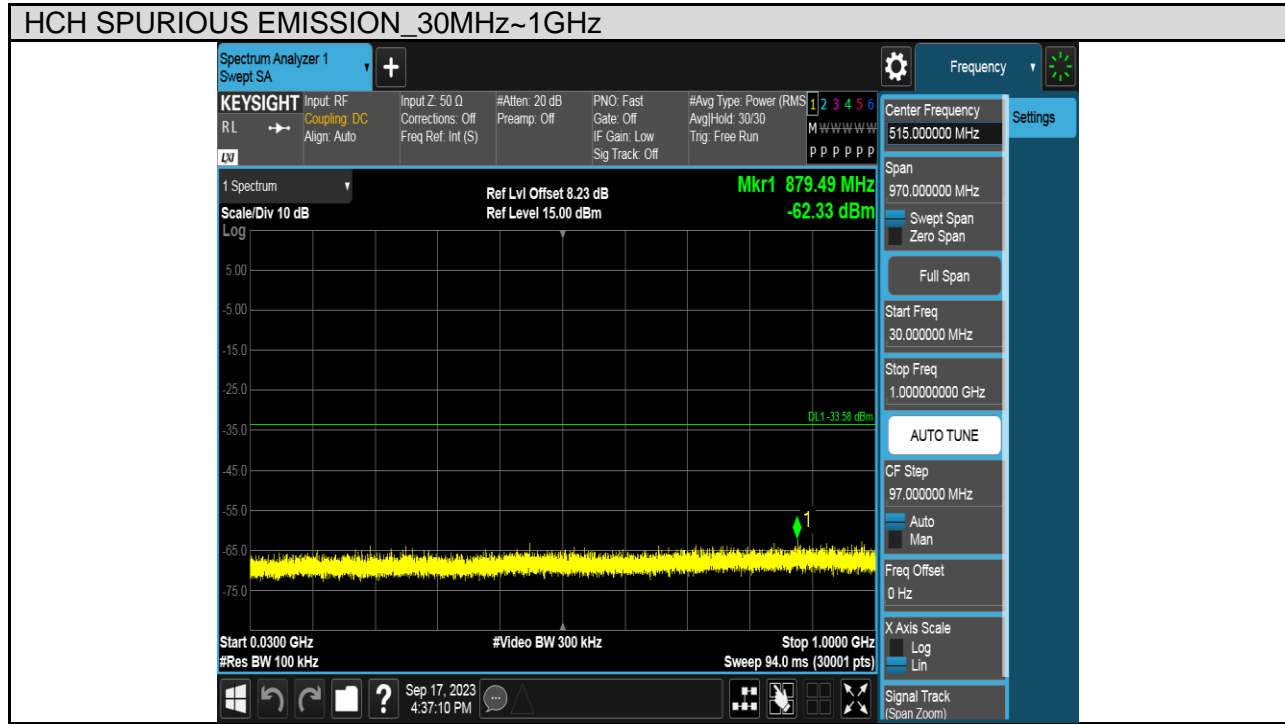 HCH SPURIOUS EMISSION_30MHz~1GHz
Spectrum Analyzer 1
Swept SA
Frequency
KEYSIGHT
RL
LXI
Input: RF
Coupling: DC
Align: Auto
Input Z: 50 Ω
Corrections: Off
Freq Ref: Int (S)
#Atten: 20 dB
Preamp: Off
PNO: Fast
Gate: Off
IF Gain: Low
Sig Track: Off
#Avg Type: Power (RMS
Avg|Hold: 30/30
Trig: Free Run
1 2 3 4 5 6
M W W W W W
P P P P P P
Center Frequency
515.000000 MHz
Settings
Span
970.000000 MHz
Swept Span
Zero Span
Full Span
Start Freq
30.000000 MHz
Stop Freq
1.000000000 GHz
AUTO TUNE
CF Step
97.000000 MHz
Auto
Man
Freq Offset
0 Hz
X Axis Scale
Log
Lin
Signal Track
(Span Zoom)
1 Spectrum
Scale/Div 10 dB
Ref Lvl Offset 8.23 dB
Ref Level 15.00 dBm
Mkr1 879.49 MHz
-62.33 dBm
Log
5.00
-5.00
-15.0
-25.0
DL1 -33.58 dBm
-35.0
-45.0
-55.0
1
-65.0
-75.0
Start 0.0300 GHz
#Video BW 300 kHz
Stop 1.0000 GHz
#Res BW 100 kHz
Sweep 94.0 ms (30001 pts)
Sep 17, 2023
4:37:10 PM